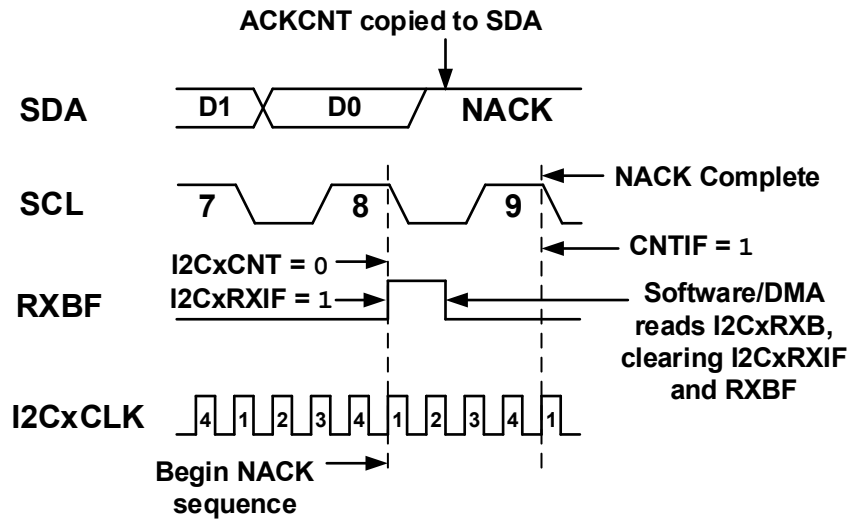 ACKCNT copied to SDA
SDA
D1
D0
NACK
SCL
7
8
9
NACK Complete
I2CxCNT = 0
CNTIF = 1
RXBF
I2CxRXIF = 1
Software/DMA
reads I2CxRXB,
clearing I2CxRXIF
and RXBF
I2CxCLK
4 1 2 3 4 1 2 3 4 1
Begin NACK
sequence